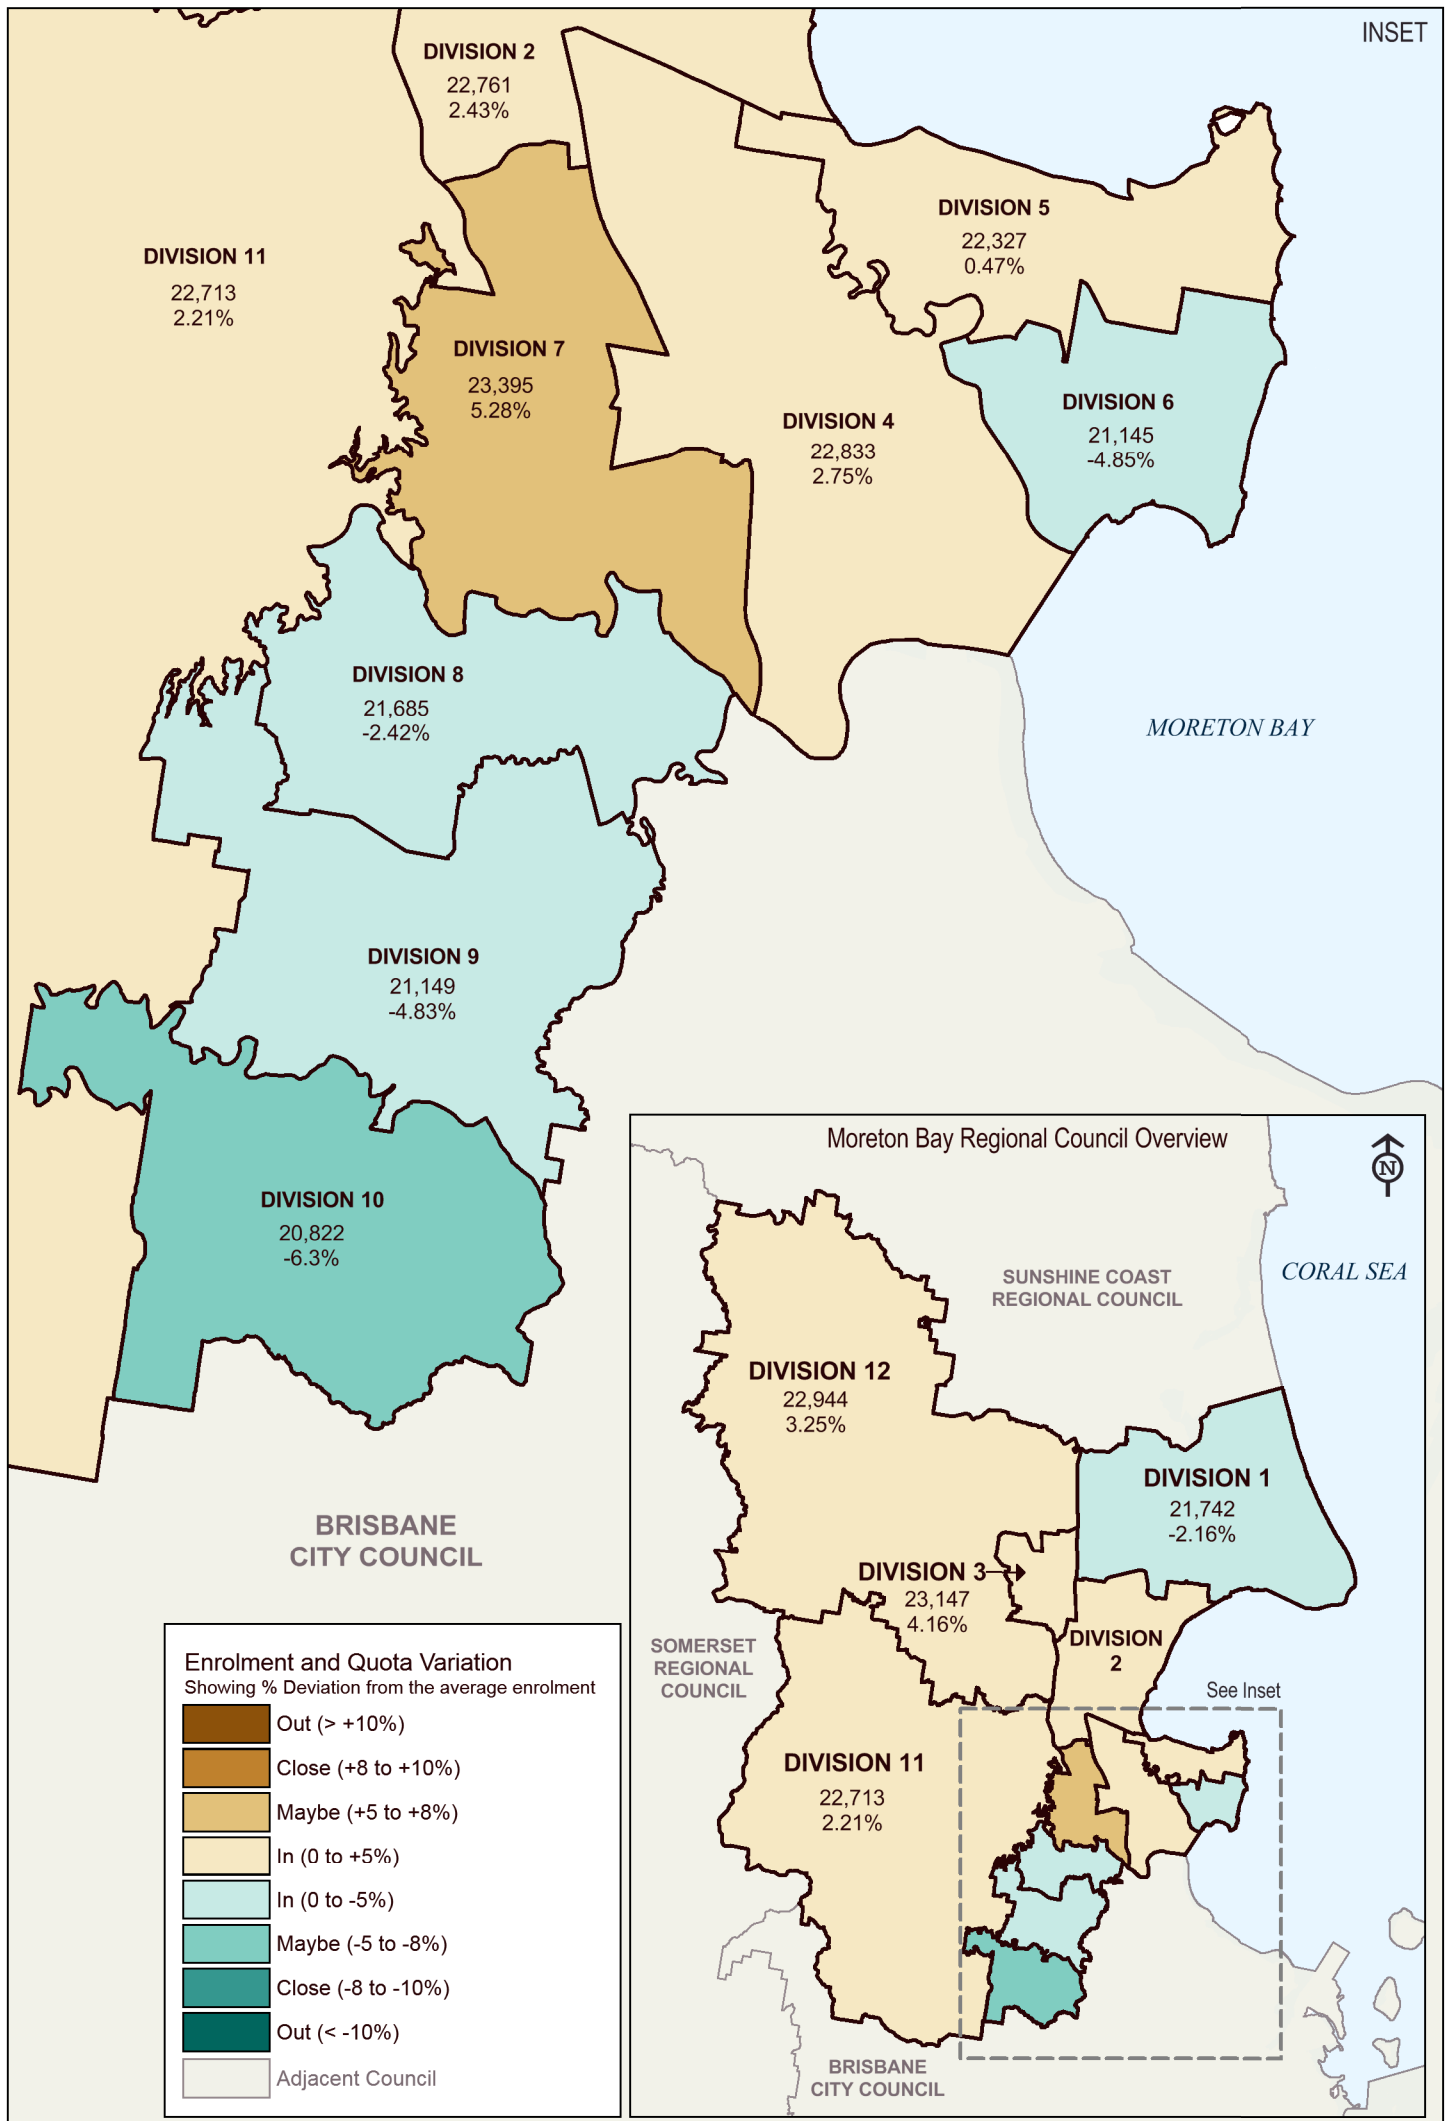 INSET
DIVISION 2
22,761
2.43%
DIVISION 5
22,327
0.47%
DIVISION 11
22,713
2.21%
DIVISION 7
23,395
5.28%
DIVISION 4
22,833
2.75%
DIVISION 6
21,145
-4.85%
DIVISION 8
21,685
-2.42%
MORETON BAY
DIVISION 9
21,149
-4.83%
DIVISION 10
20,822
-6.3%
BRISBANE
CITY COUNCIL
Moreton Bay Regional Council Overview
N
CORAL SEA
SUNSHINE COAST
REGIONAL COUNCIL
DIVISION 12
22,944
3.25%
DIVISION 1
21,742
-2.16%
DIVISION 3
23,147
4.16%
DIVISION
2
SOMERSET
REGIONAL
COUNCIL
See Inset
DIVISION 11
22,713
2.21%
BRISBANE
CITY COUNCIL
Enrolment and Quota Variation
Showing % Deviation from the average enrolment
Out (> +10%)
Close (+8 to +10%)
Maybe (+5 to +8%)
In (0 to +5%)
In (0 to -5%)
Maybe (-5 to -8%)
Close (-8 to -10%)
Out (< -10%)
Adjacent Council